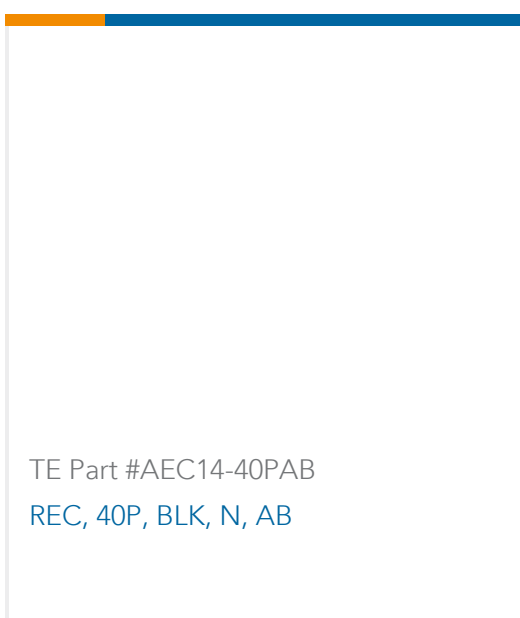 TE Part #AEC14-40PAB
REC, 40P, BLK, N, AB